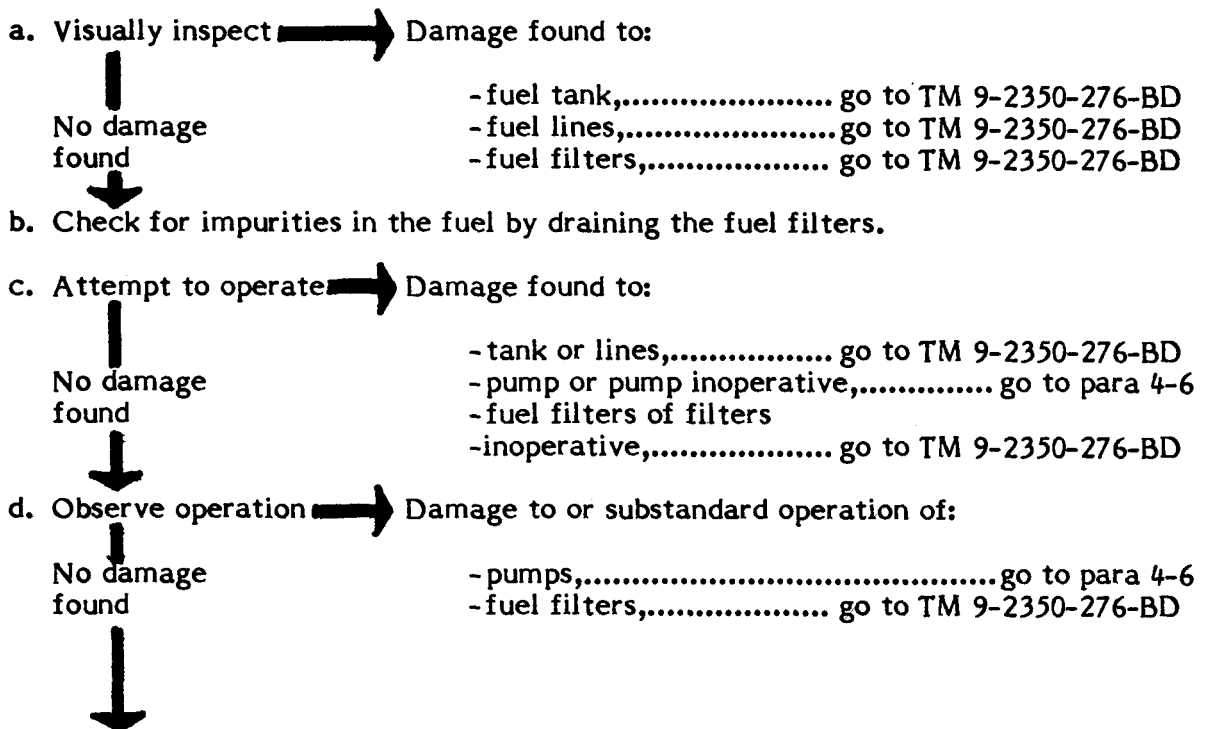 a. Visually inspect Damage found to:
-fuel tank,...................... go to TM 9-2350-276-BD
No damage -fuel lines,......................go to TM 9-2350-276-BD
found -fuel filters,................... go to TM 9-2350-276-BD
b. Check for impurities in the fuel by draining the fuel filters.
c. Attempt to operate Damage found to:
-tank or lines,................. go to TM 9-2350-276-BD
No damage -pump or pump inoperative,............... go to para 4-6
found -fuel filters of filters
-inoperative,................... go to TM 9-2350-276-BD
d. Observe operation Damage to or substandard operation of:
No damage -pumps,..........................................go to para 4-6
found -fuel filters,................... go to TM 9-2350-276-BD